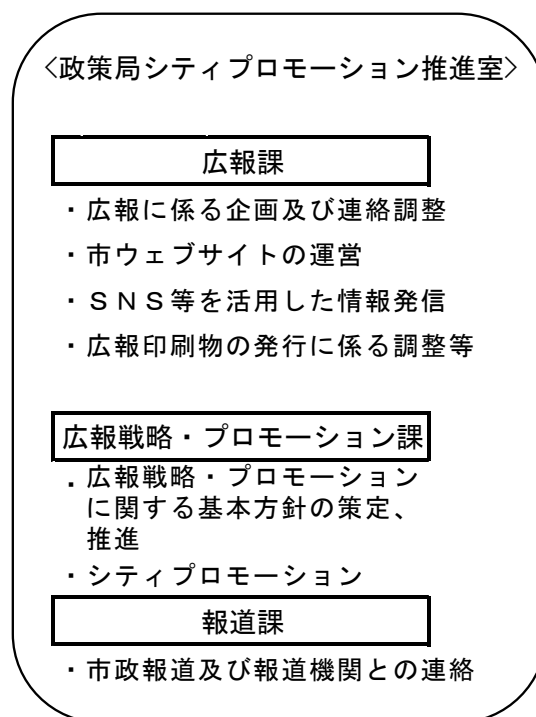 〈政策局シティプロモーション推進室〉
広報課
・広報に係る企画及び連絡調整
・市ウェブサイトの運営
・ＳＮＳ等を活用した情報発信
・広報印刷物の発行に係る調整等
広報戦略・プロモーション課
・広報戦略・プロモーション
に関する基本方針の策定、
推進
・シティプロモーション
報道課
・市政報道及び報道機関との連絡